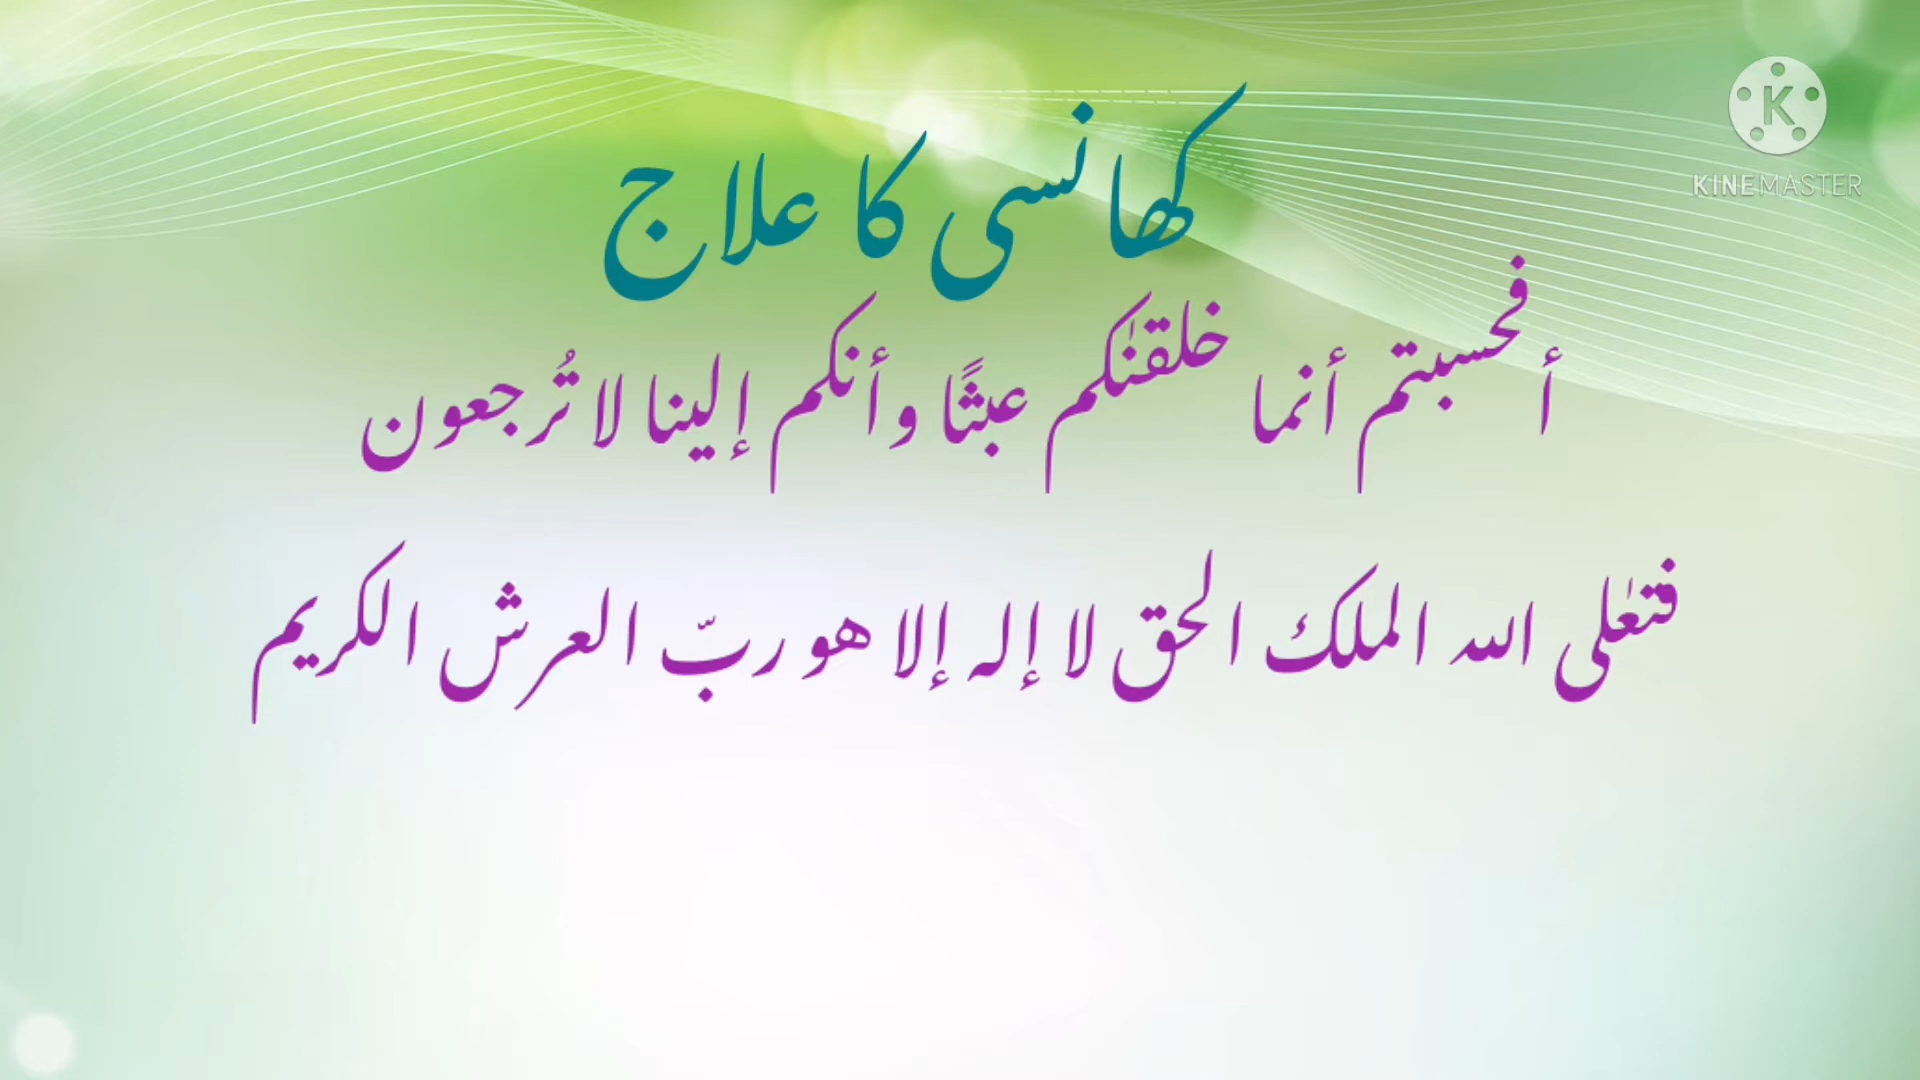 کھانسی کا علاج
أفحسبتم أنما خلقنٰكم عبثًا وأنكم إلينا لا تُرجعون
فتعٰلى الله الملك الحق لا إله إلا هو ربّ العرش الكريم
KINEMASTER